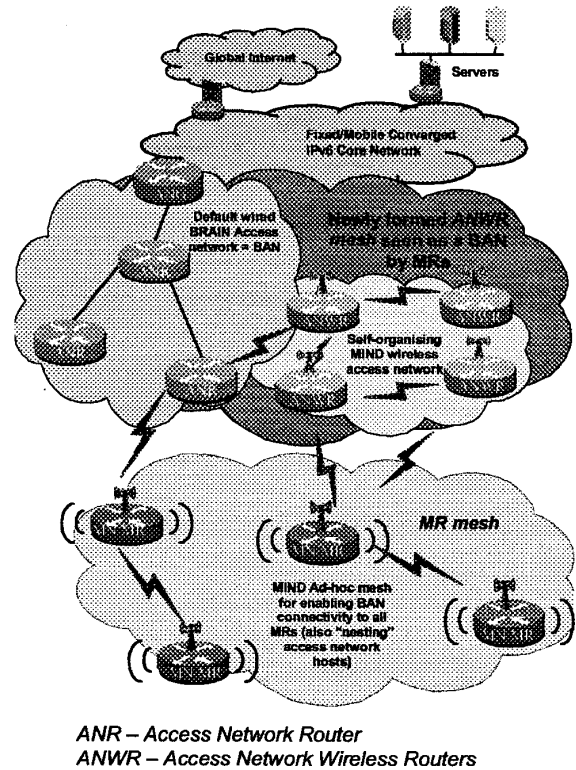 Global Internet
Servers
Fixed/Mobile Converged
IPv6 Core Network
Default wired
BRAIN Access
network = BAN
Newly formed ANWR
mesh seen as a BAN
by MRs
Self-organising
MIND wireless
access network
MR mesh
MIND Ad-hoc mesh
for enabling BAN
connectivity to all
MRs (also "nesting"
access network
hosts)
ANR – Access Network Router
ANWR – Access Network Wireless Routers